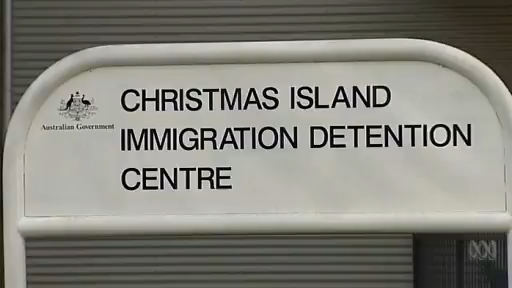 CHRISTMAS ISLAND
Australian Government
IMMIGRATION DETENTION
CENTRE